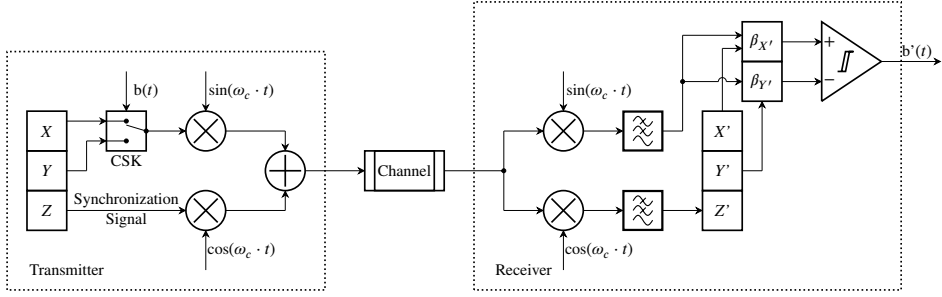 X
Y
Z
b(t)
CSK
sin(ω_c · t)
Synchronization
Signal
cos(ω_c · t)
Transmitter
Channel
sin(ω_c · t)
cos(ω_c · t)
β_X′
β_Y′
X'
Y'
Z'
+
−
b'(t)
Receiver